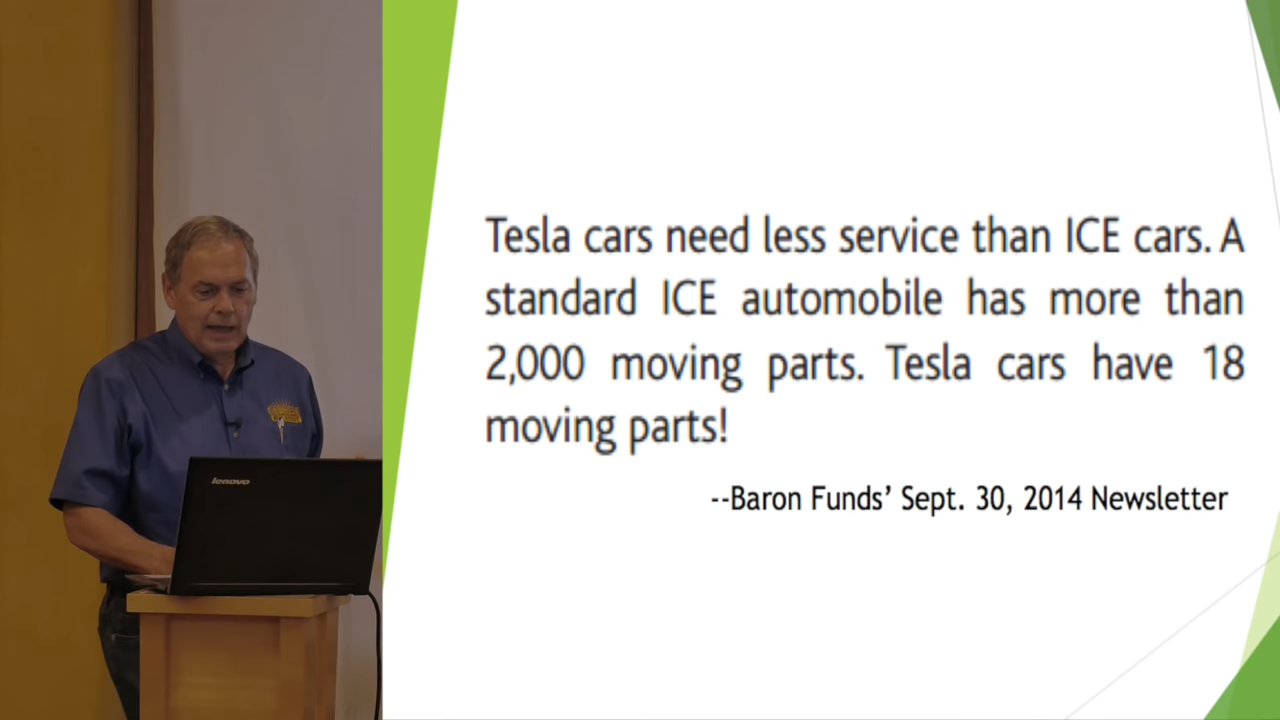 Tesla cars need less service than ICE cars. A
standard ICE automobile has more than
2,000 moving parts. Tesla cars have 18
moving parts!
--Baron Funds’ Sept. 30, 2014 Newsletter
lenovo